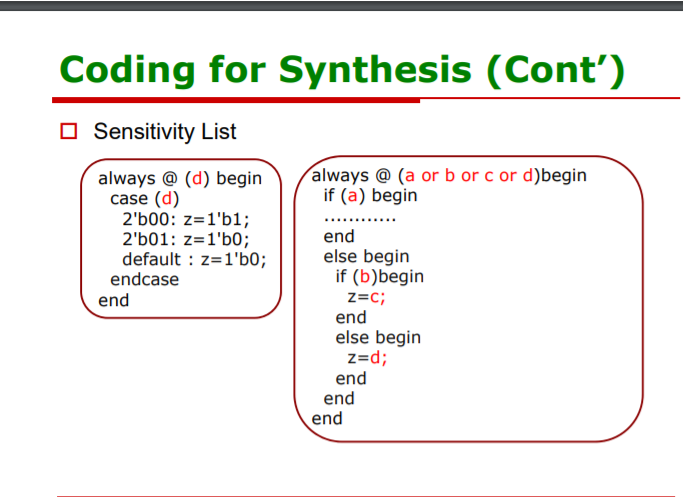 Coding for Synthesis (Cont’)
Sensitivity List
always @ (d) begin
case (d)
2'b00: z=1'b1;
2'b01: z=1'b0;
default : z=1'b0;
endcase
end
always @ (a or b or c or d)begin
if (a) begin
............
end
else begin
if (b)begin
z=c;
end
else begin
z=d;
end
end
end